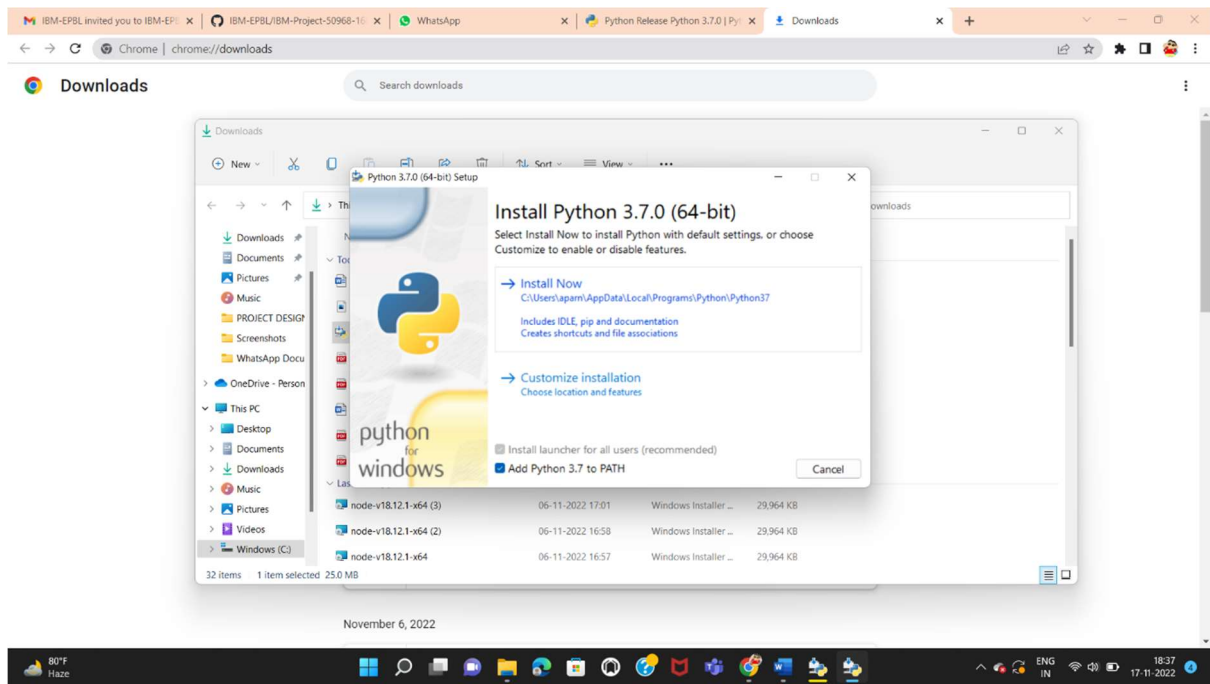 IBM-EPBL invited you to IBM-EPB
IBM-EPBL/IBM-Project-50968-16
WhatsApp
Python Release Python 3.7.0 | Pyt
Downloads
Chrome | chrome://downloads
Downloads
Search downloads
Downloads
New
Sort
View
Th
ownloads
Downloads
Documents
Pictures
Music
PROJECT DESIGN
Screenshots
WhatsApp Docu
OneDrive - Person
This PC
Desktop
Documents
Downloads
Music
Pictures
Videos
Windows (C:)
N
Tod
Las
Python 3.7.0 (64-bit) Setup
Install Python 3.7.0 (64-bit)
Select Install Now to install Python with default settings, or choose
Customize to enable or disable features.
Install Now
C:\Users\aparn\AppData\Local\Programs\Python\Python37
Includes IDLE, pip and documentation
Creates shortcuts and file associations
Customize installation
Choose location and features
Install launcher for all users (recommended)
Add Python 3.7 to PATH
Cancel
python
for
windows
node-v18.12.1-x64 (3) 06-11-2022 17:01 Windows Installer ... 29,964 KB
node-v18.12.1-x64 (2) 06-11-2022 16:58 Windows Installer ... 29,964 KB
node-v18.12.1-x64 06-11-2022 16:57 Windows Installer ... 29,964 KB
32 items 1 item selected 25.0 MB
November 6, 2022
80°F
Haze
ENG
IN
18:37
17-11-2022
4